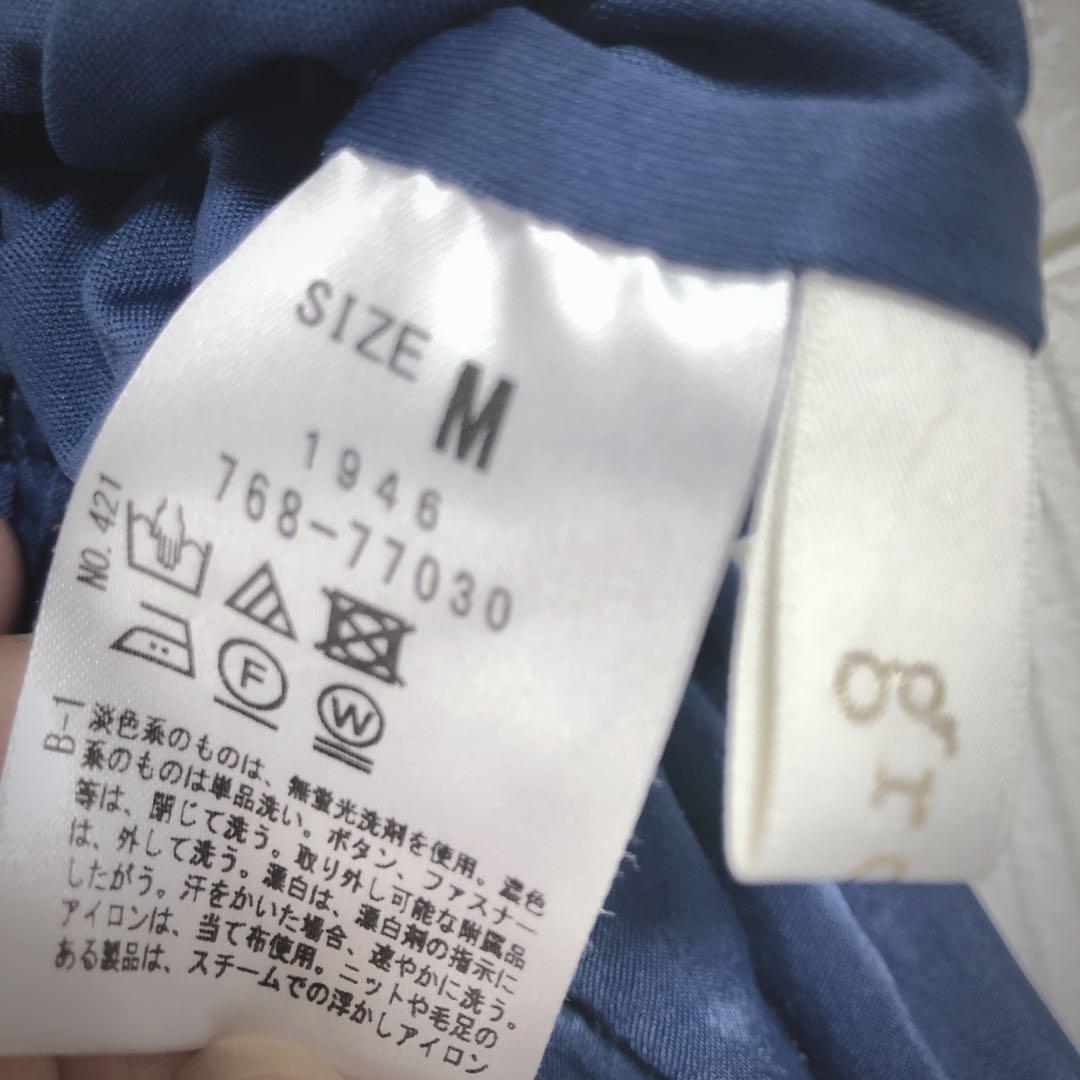 SIZE M
1946
768-77030
NO. 421
F
W
B-1
淡色系のものは、無蛍光洗剤を使用。濃色
系のものは単品洗い。ボタン、ファスナー
等は、閉じて洗う。取り外し可能な附属品
は、外して洗う。漂白は、漂白剤の指示に
したがう。汗をかいた場合、速やかに洗う。
アイロンは、当て布使用。ニットや毛足の
ある製品は、スチームでの浮かしアイロン
gr